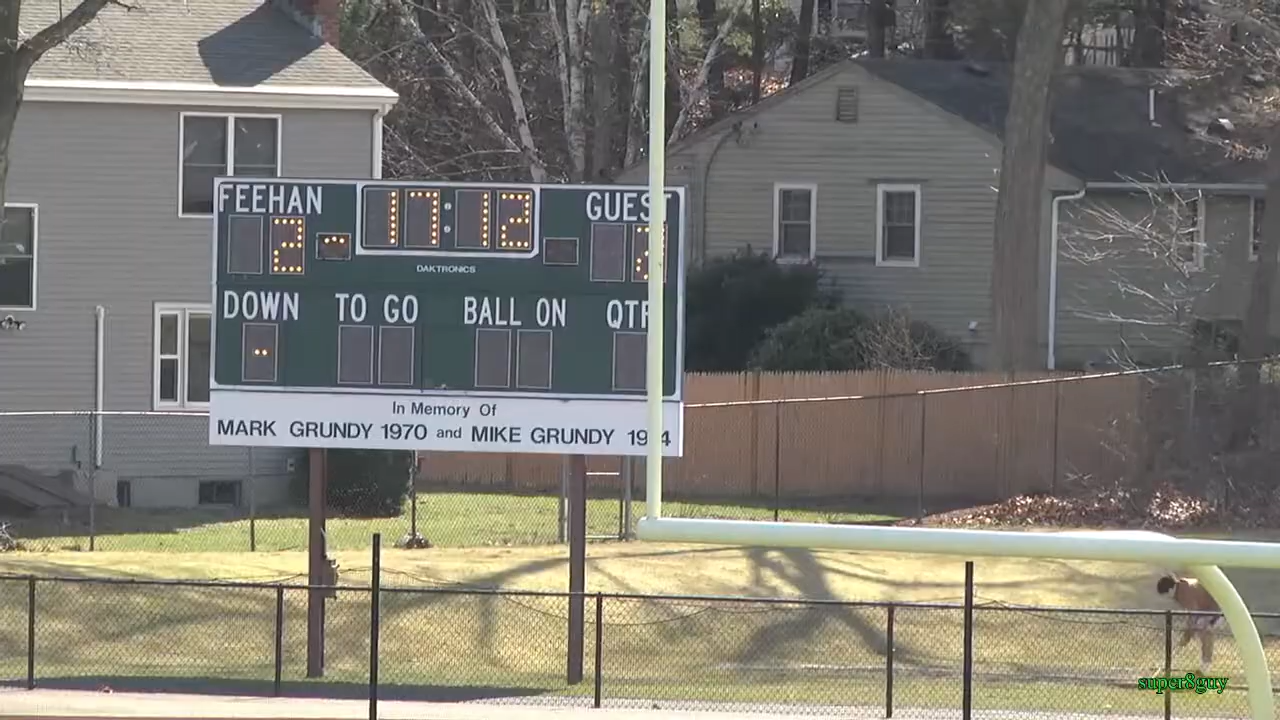 FEEHAN 17:12 GUEST
2
DAKTRONICS
DOWN TO GO BALL ON QTR
In Memory Of
MARK GRUNDY 1970 and MIKE GRUNDY
super8guy